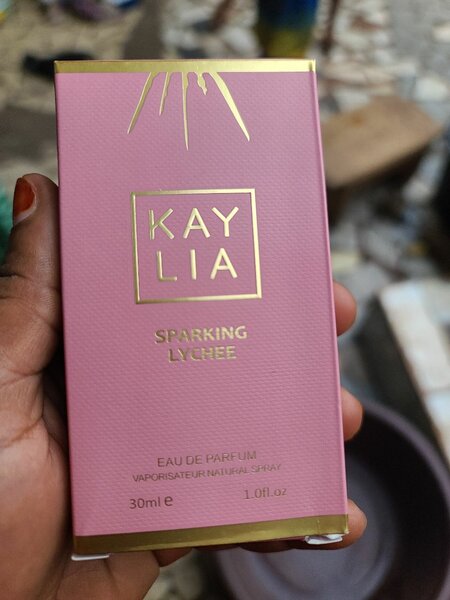 KAY
LIA
SPARKING
LYCHEE
EAU DE PARFUM
VAPORISATEUR NATURAL SPRAY
30ml e 1.0fl.oz